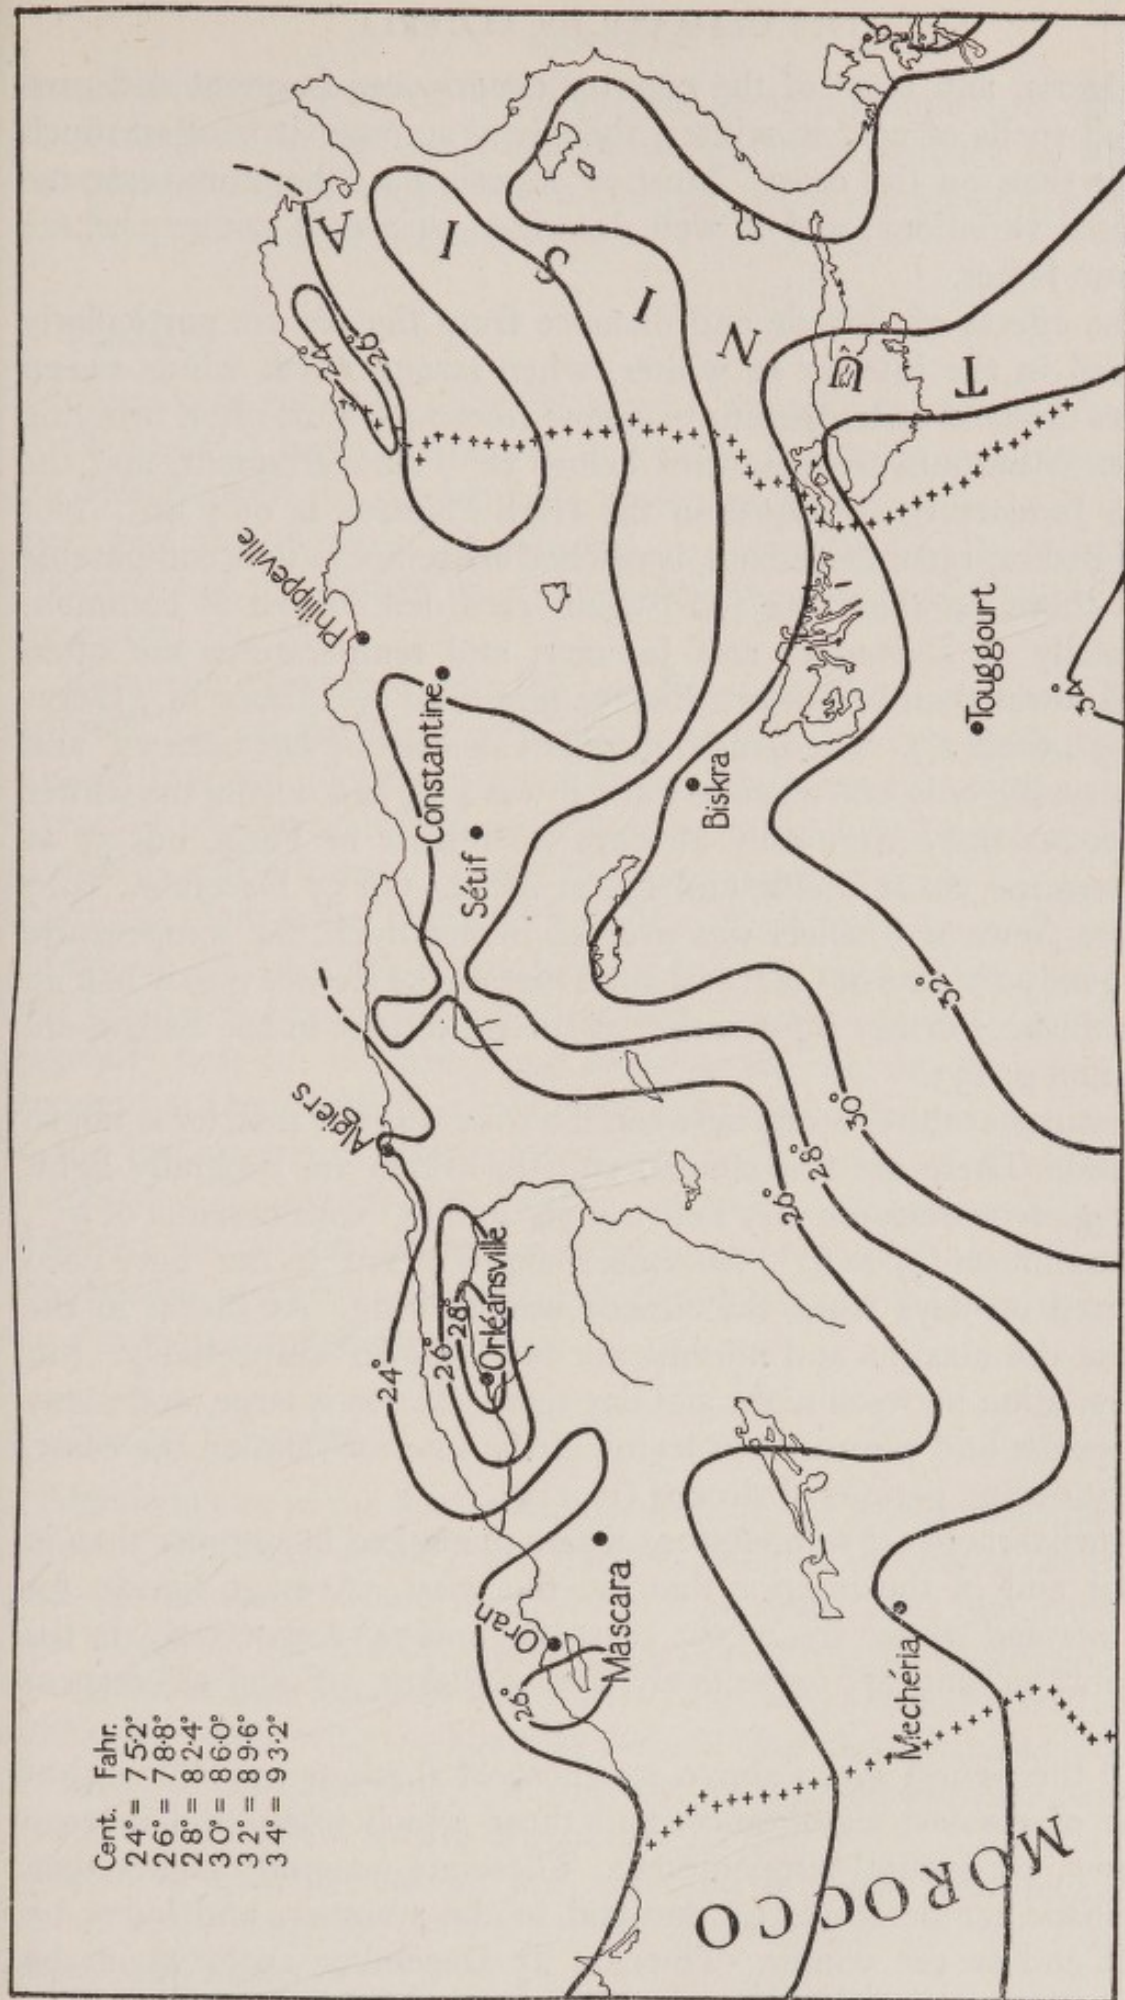 Cent. Fahr.
24° = 75·2°
26° = 78·8°
28° = 82·4°
30° = 86·0°
32° = 89·6°
34° = 93·2°
Algiers
Philippeville
24°
26°
28°
Orléansville
Oran
26°
Mascara
Constantine
Sétif
24°
26°
Biskra
Mechéria
26°
28°
30°
32°
Touggourt
34°
MOROCCO
TUNISIA